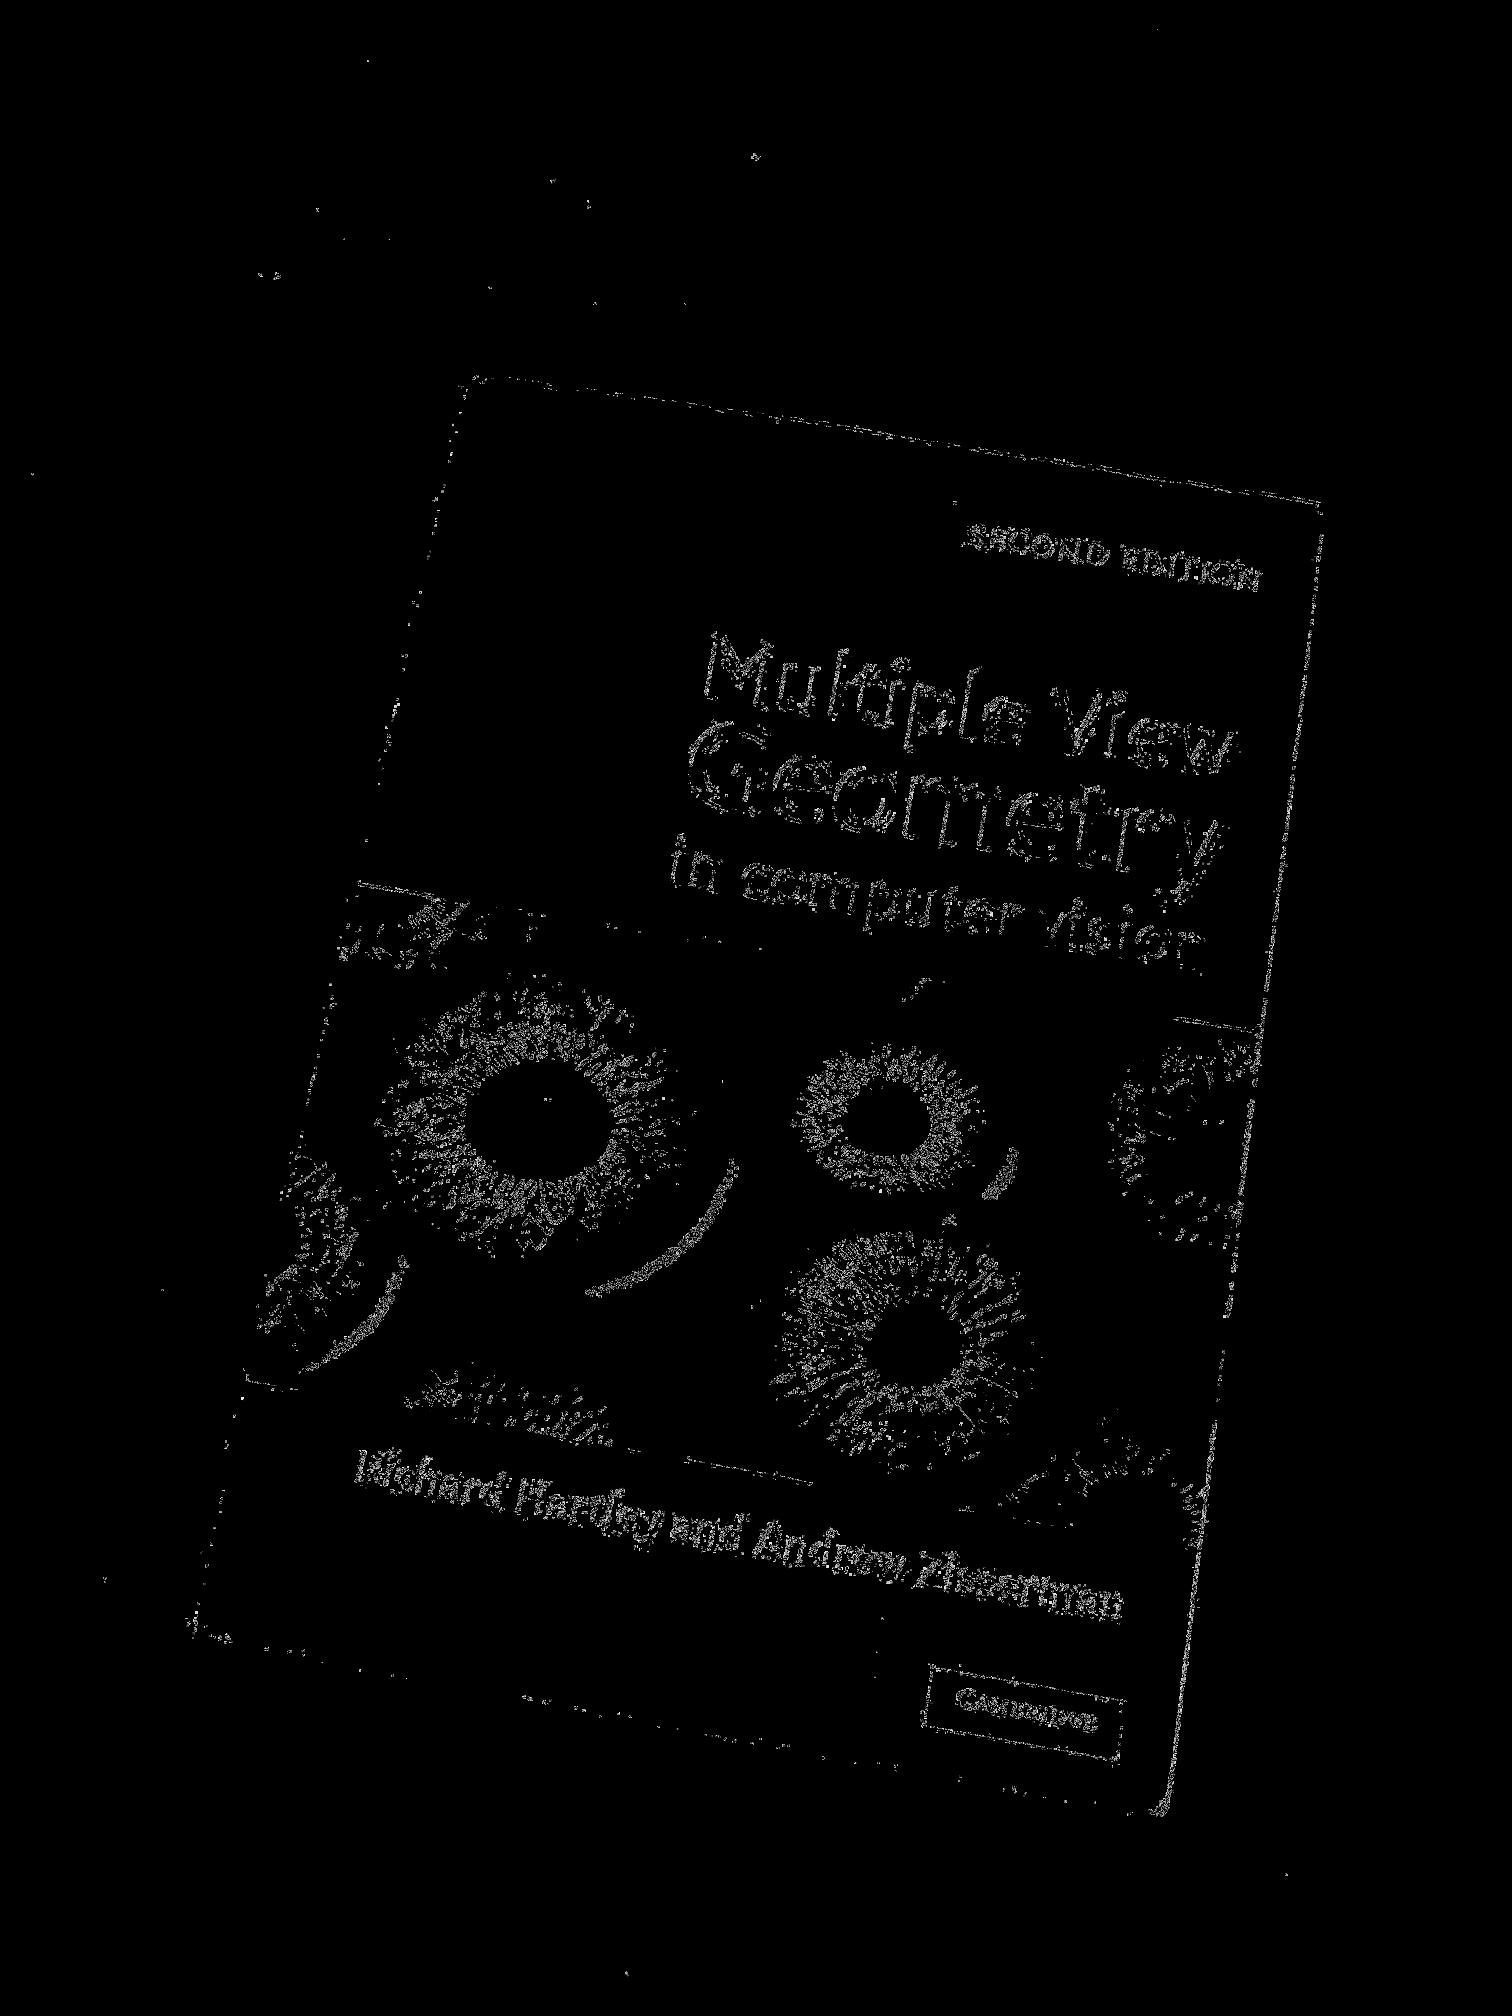 SECOND EDITION
Multiple View
Geometry
in computer vision
Richard Hartley and Andrew Zisserman
CAMBRIDGE